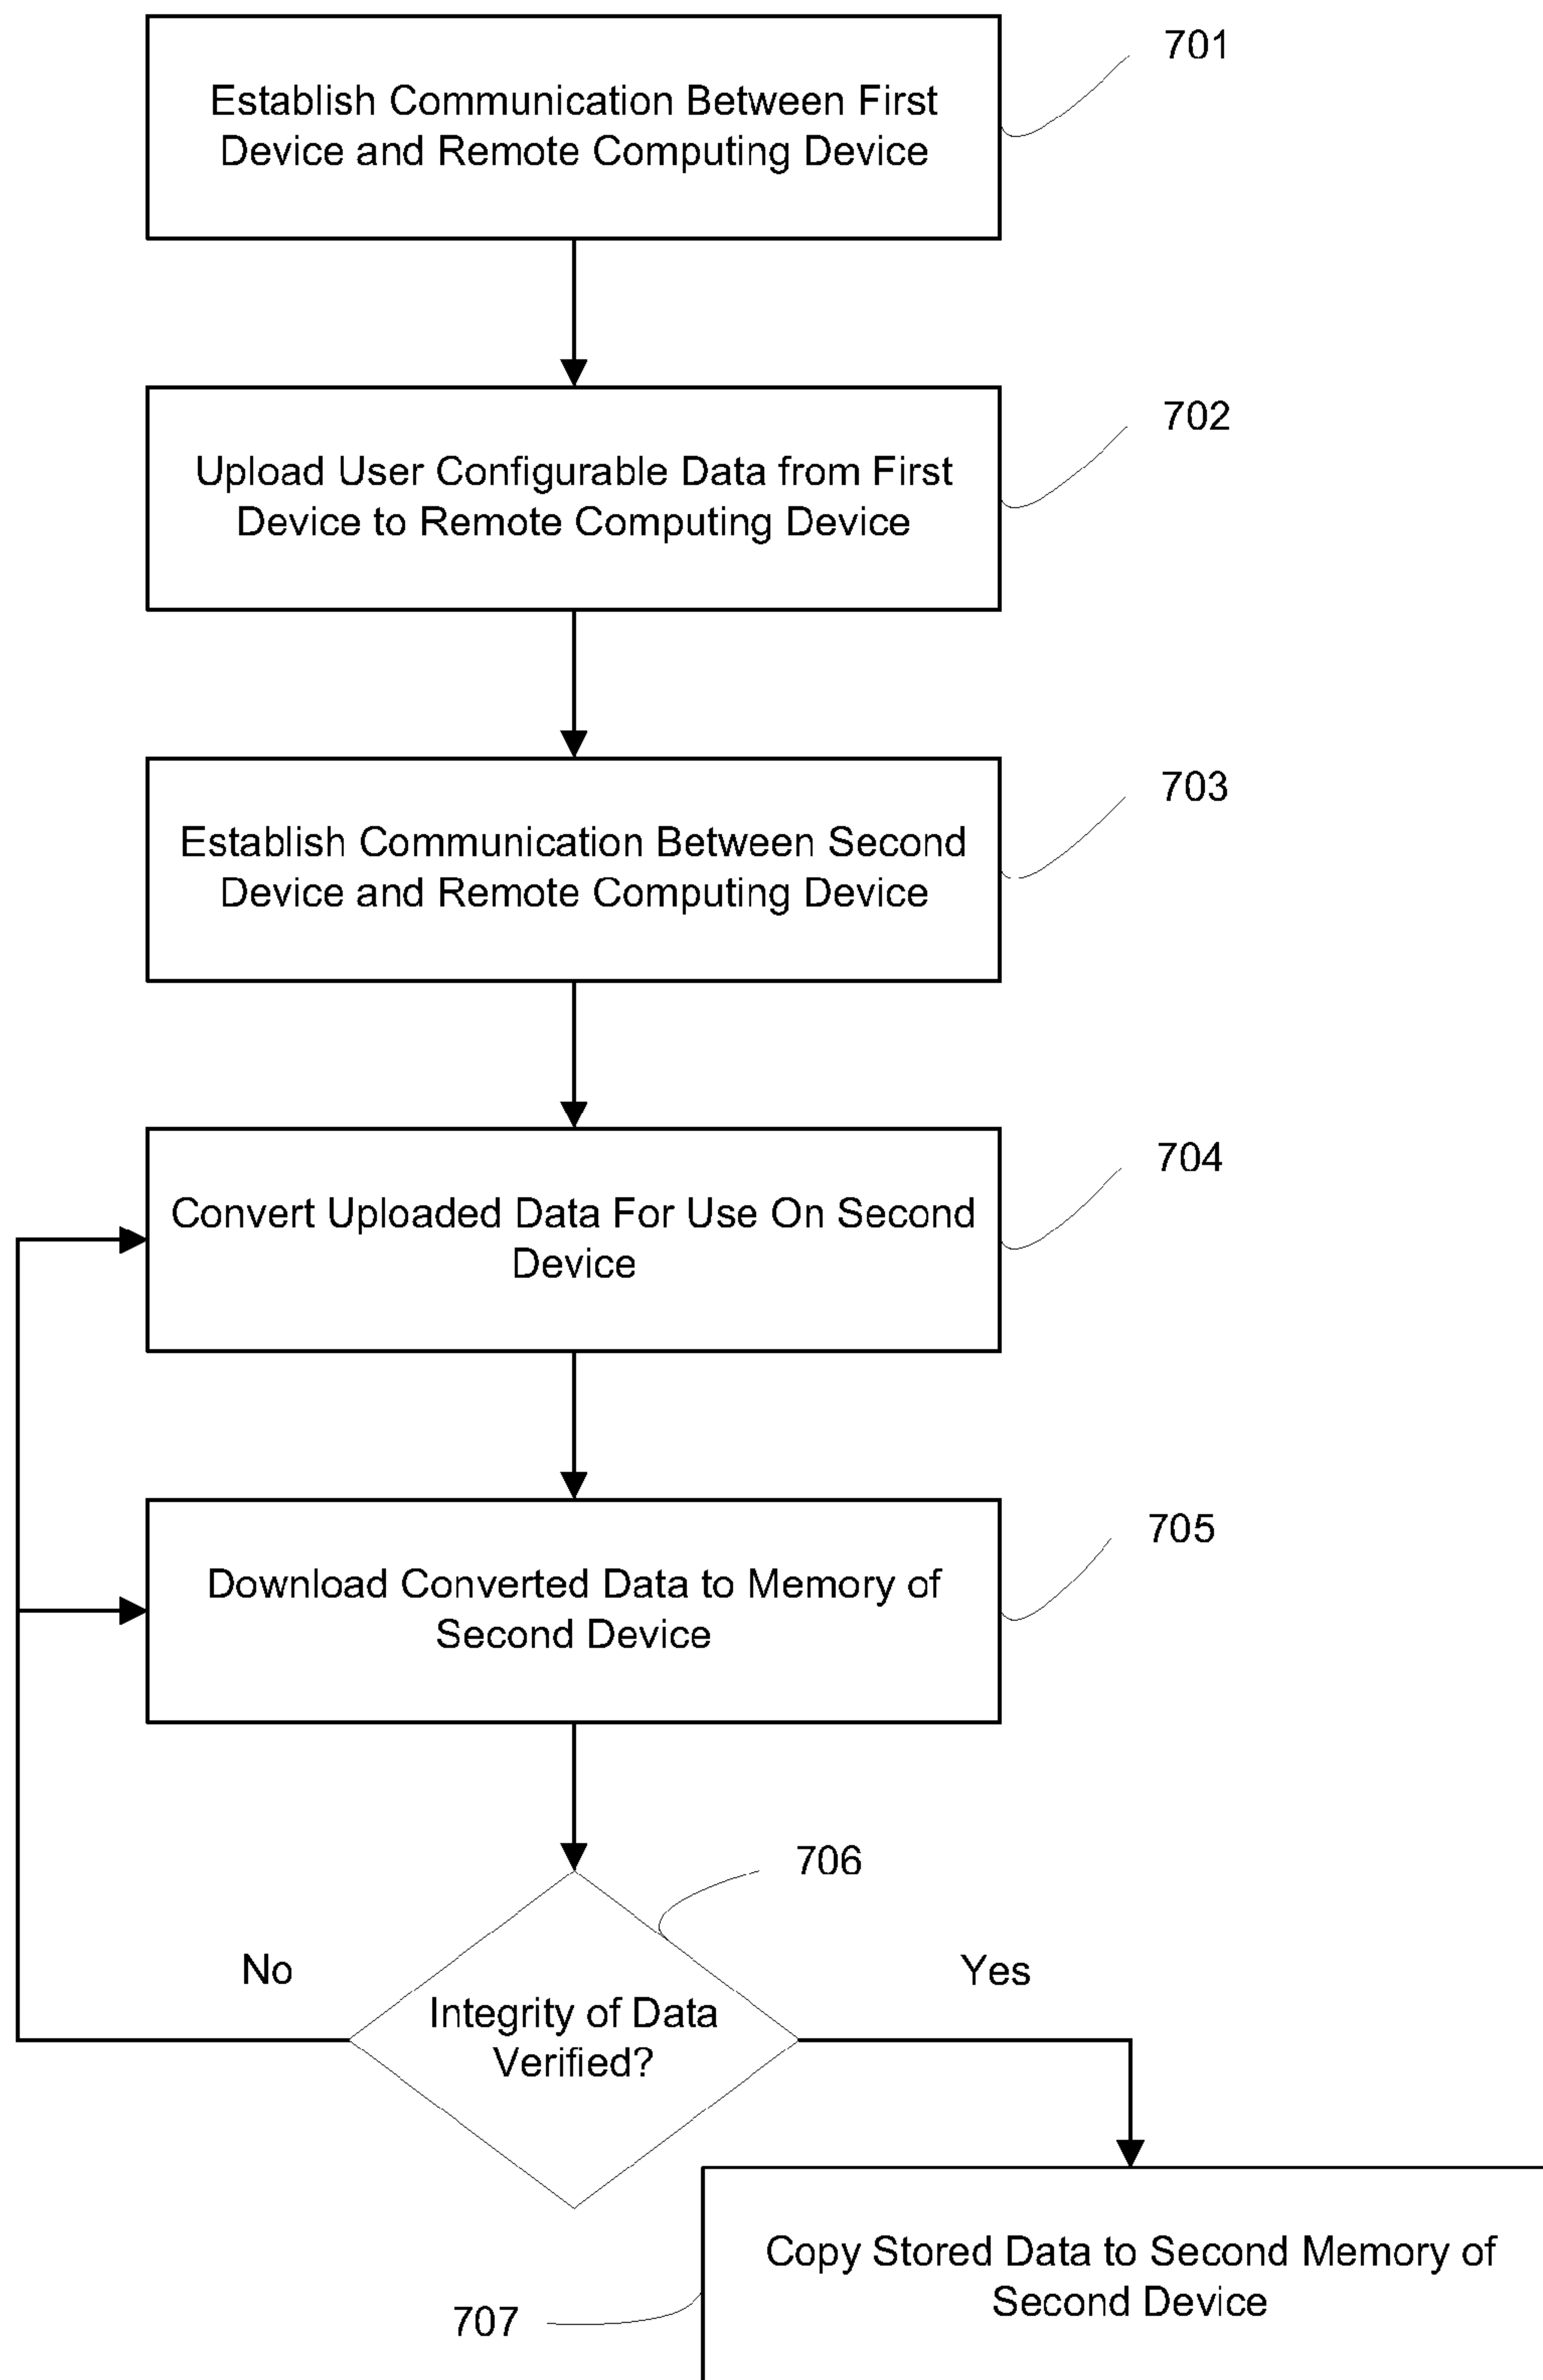 701
Establish Communication Between First
Device and Remote Computing Device
702
Upload User Configurable Data from First
Device to Remote Computing Device
703
Establish Communication Between Second
Device and Remote Computing Device
704
Convert Uploaded Data For Use On Second
Device
705
Download Converted Data to Memory of
Second Device
706
No
Yes
Integrity of Data
Verified?
Copy Stored Data to Second Memory of
Second Device
707